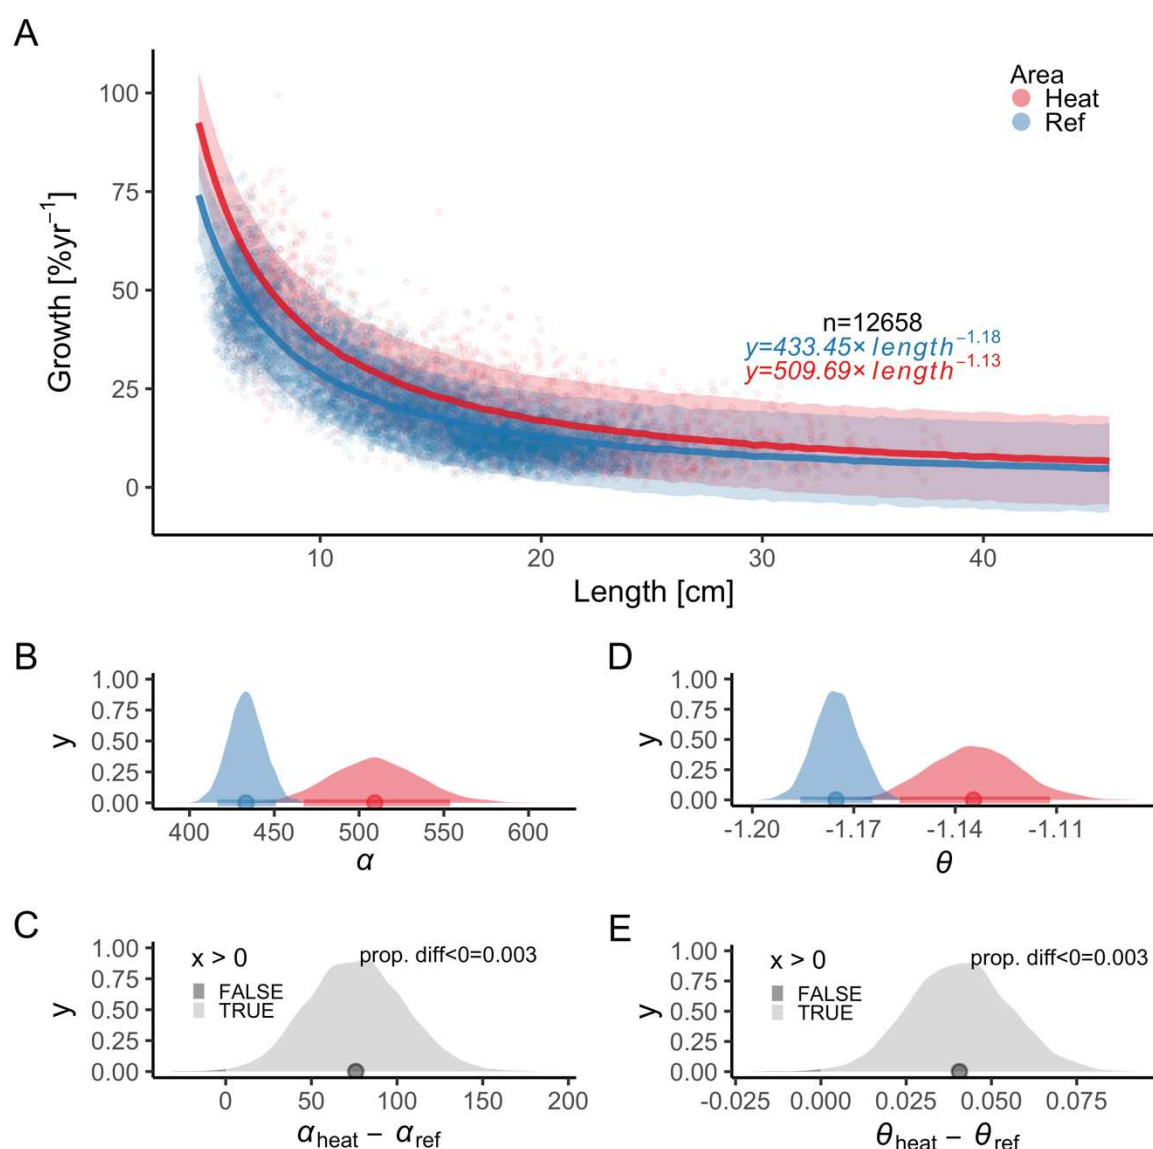 A
Growth [%yr⁻¹]
100
75
50
25
0
Area
Heat
Ref
n=12658
y=433.45× length⁻¹·¹⁸
y=509.69× length⁻¹·¹³
10 20 30 40
Length [cm]
B
y
1.00
0.75
0.50
0.25
0.00
400 450 500 550 600
α
D
y
1.00
0.75
0.50
0.25
0.00
-1.20 -1.17 -1.14 -1.11
θ
C
y
1.00
0.75
0.50
0.25
0.00
x > 0
FALSE
TRUE
prop. diff<0=0.003
0 50 100 150 200
α heat − α ref
E
y
1.00
0.75
0.50
0.25
0.00
x > 0
FALSE
TRUE
prop. diff<0=0.003
-0.025 0.000 0.025 0.050 0.075
θ heat − θ ref